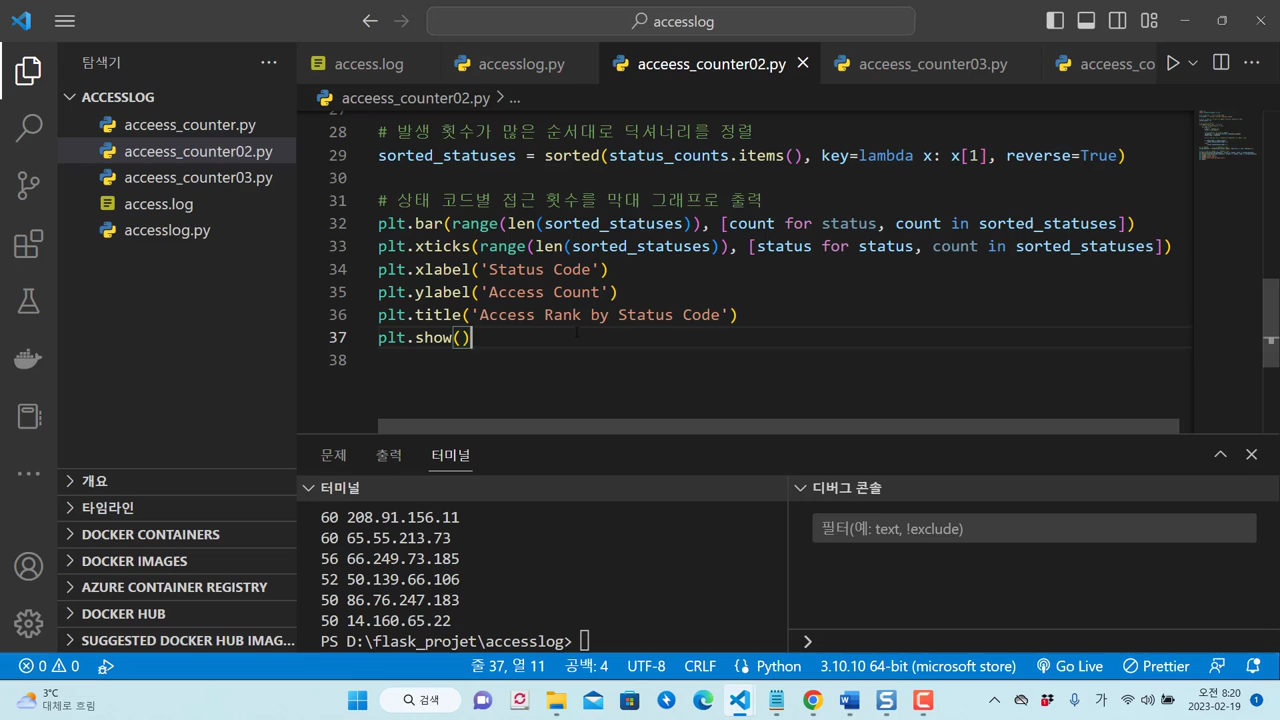 accesslog
탐색기
ACCESSLOG
acceess_counter.py
acceess_counter02.py
acceess_counter03.py
access.log
accesslog.py
개요
타임라인
DOCKER CONTAINERS
DOCKER IMAGES
AZURE CONTAINER REGISTRY
DOCKER HUB
SUGGESTED DOCKER HUB IMAG...
access.log accesslog.py acceess_counter02.py acceess_counter03.py acceess_co
acceess_counter02.py > ...
28 # 발생 횟수가 많은 순서대로 딕셔너리를 정렬
29 sorted_statuses = sorted(status_counts.items(), key=lambda x: x[1], reverse=True)
30
31 # 상태 코드별 접근 횟수를 막대 그래프로 출력
32 plt.bar(range(len(sorted_statuses)), [count for status, count in sorted_statuses])
33 plt.xticks(range(len(sorted_statuses)), [status for status, count in sorted_statuses])
34 plt.xlabel('Status Code')
35 plt.ylabel('Access Count')
36 plt.title('Access Rank by Status Code')
37 plt.show()
38
문제 출력 터미널
터미널
60 208.91.156.11
60 65.55.213.73
56 66.249.73.185
52 50.139.66.106
50 86.76.247.183
50 14.160.65.22
PS D:\flask_projet\accesslog>
디버그 콘솔
필터(예: text, !exclude)
0 0 줄 37, 열 11 공백: 4 UTF-8 CRLF Python 3.10.10 64-bit (microsoft store) Go Live Prettier
3°C
대체로 흐림
검색
가
오전 8:20
2023-02-19
1